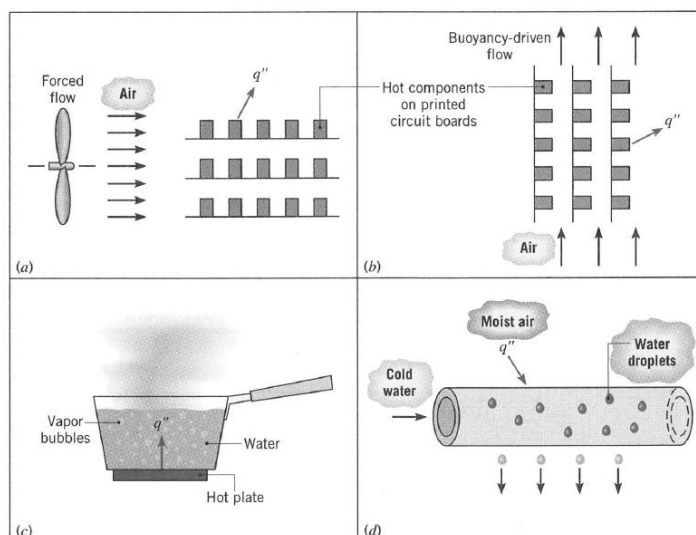 Forced
flow
Air
q"
(a)
Buoyancy-driven
flow
Hot components
on printed
circuit boards
q"
Air
(b)
Vapor
bubbles
q"
Water
Hot plate
(c)
Moist air
q"
Cold
water
Water
droplets
(d)